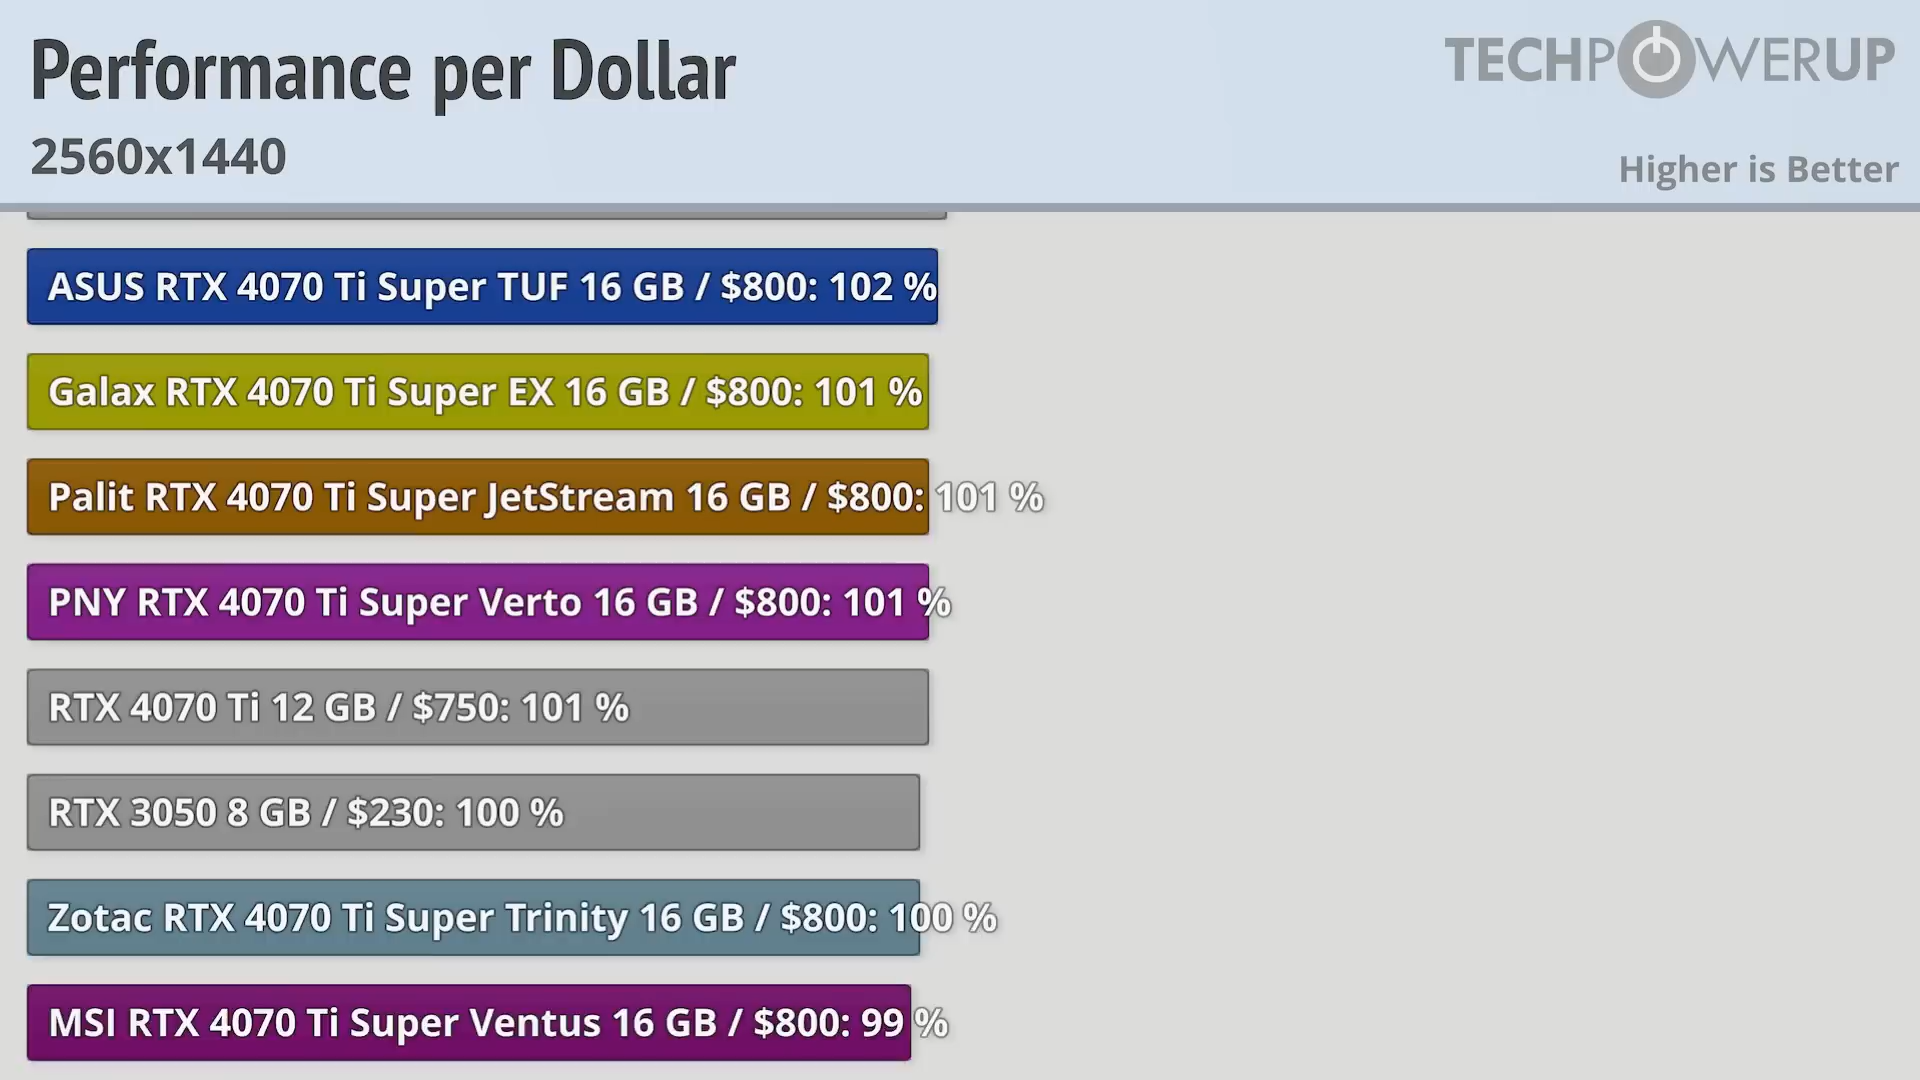 Performance per Dollar
TECHPOWERUP
2560x1440
Higher is Better
ASUS RTX 4070 Ti Super TUF 16 GB / $800: 102 %
Galax RTX 4070 Ti Super EX 16 GB / $800: 101 %
Palit RTX 4070 Ti Super JetStream 16 GB / $800: 101 %
PNY RTX 4070 Ti Super Verto 16 GB / $800: 101 %
RTX 4070 Ti 12 GB / $750: 101 %
RTX 3050 8 GB / $230: 100 %
Zotac RTX 4070 Ti Super Trinity 16 GB / $800: 100 %
MSI RTX 4070 Ti Super Ventus 16 GB / $800: 99 %